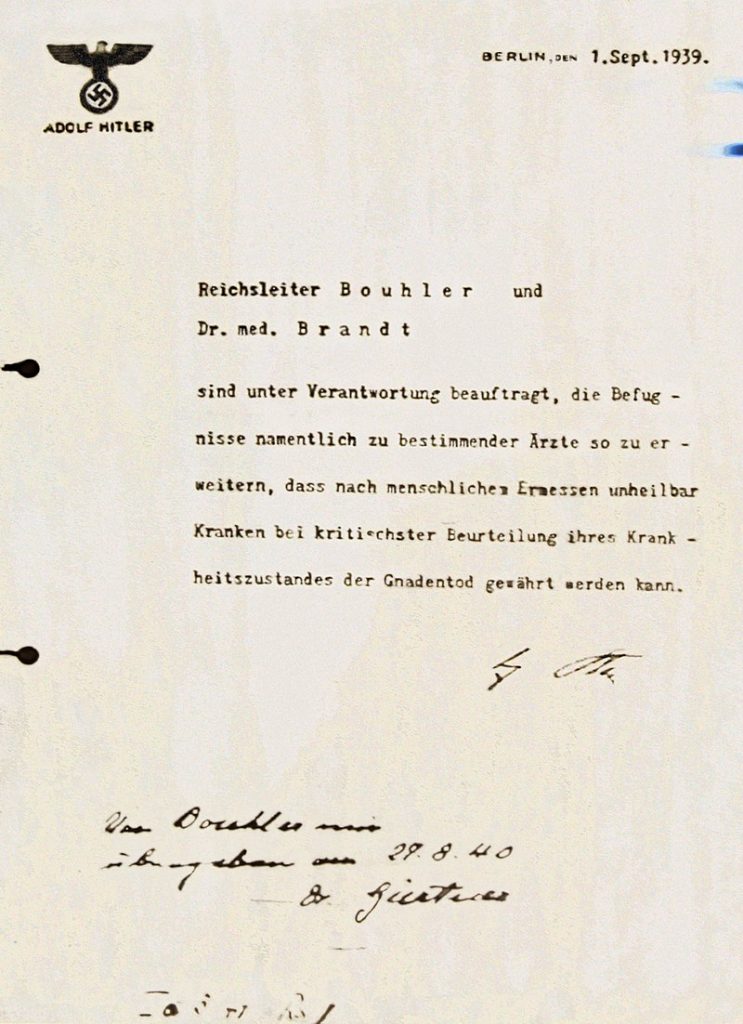 BERLIN, DEN 1.Sept.1939.
ADOLF HITLER
Reichsleiter B o u h l e r und
Dr. med. B r a n d t
sind unter Verantwortung beauftragt, die Befug -
nisse namentlich zu bestimmender Ärzte so zu er -
weitern, dass nach menschlichem Ermessen unheilbar
Kranken bei kritischster Beurteilung ihres Krank -
heitszustandes der Gnadentod gewährt werden kann.
Von Bouhler mir
übergeben am 27.8.40
Dr. Gürtner